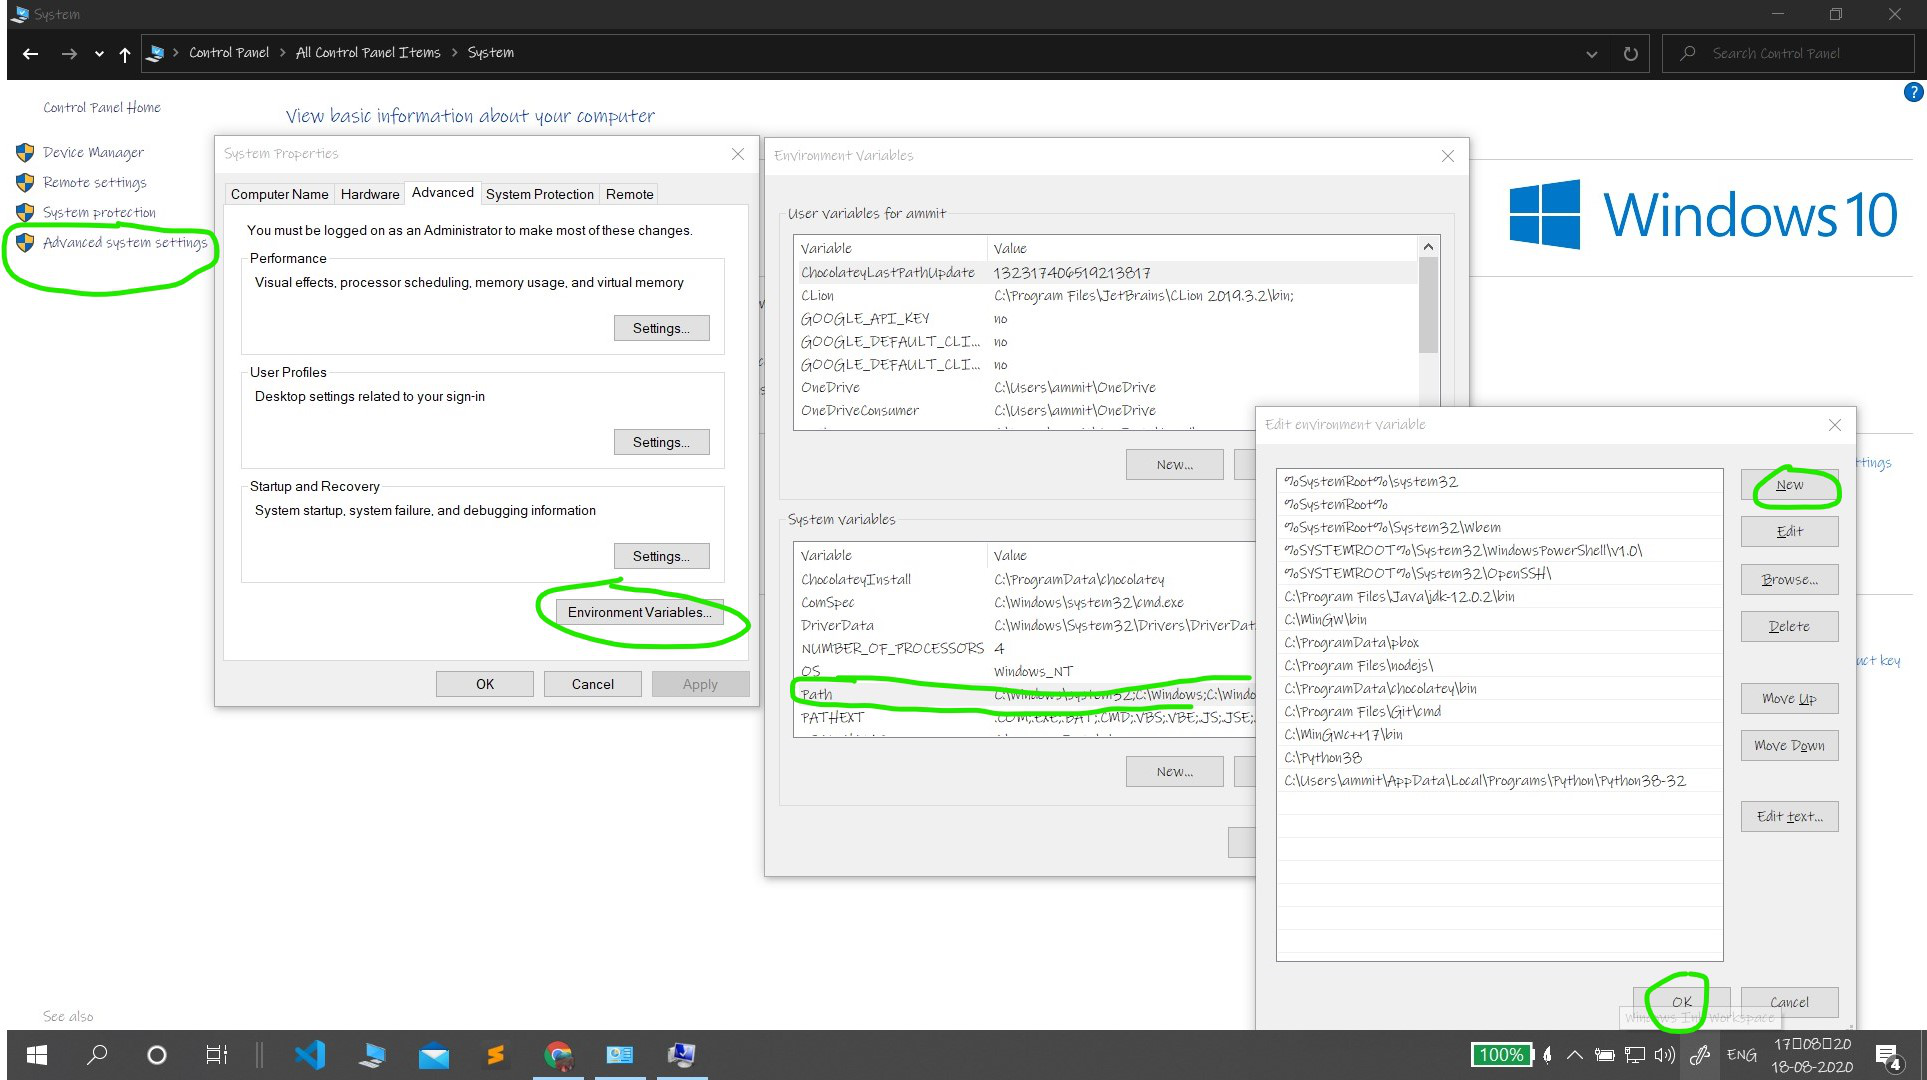 System
Control Panel > All Control Panel Items > System
Search Control Panel
Control Panel Home
Device Manager
Remote settings
System protection
Advanced system settings
See also
View basic information about your computer
Windows 10
ttings
uct key
System Properties
Computer Name Hardware Advanced System Protection Remote
You must be logged on as an Administrator to make most of these changes.
Performance
Visual effects, processor scheduling, memory usage, and virtual memory
Settings...
User Profiles
Desktop settings related to your sign-in
Settings...
Startup and Recovery
System startup, system failure, and debugging information
Settings...
Environment Variables...
OK Cancel Apply
Environment Variables
User variables for ammit
Variable Value
ChocolateyLastPathUpdate 132317406519213817
CLion C:\Program Files\JetBrains\CLion 2019.3.2\bin;
GOOGLE_API_KEY no
GOOGLE_DEFAULT_CLI... no
GOOGLE_DEFAULT_CLI... no
OneDrive C:\Users\ammit\OneDrive
OneDriveConsumer C:\Users\ammit\OneDrive
New...
System variables
Variable Value
ChocolateyInstall C:\ProgramData\chocolatey
ComSpec C:\Windows\system32\cmd.exe
DriverData C:\Windows\System32\Drivers\DriverDat
NUMBER_OF_PROCESSORS 4
OS Windows_NT
Path C:\Windows\system32;C:\Windows;C:\Windo
PATHEXT .COM;.EXE;.BAT;.CMD;.VBS;.VBE;.JS;.JSE;.
New...
Edit environment variable
%SystemRoot%\system32
%SystemRoot%
%SystemRoot%\System32\Wbem
%SYSTEMROOT%\System32\WindowsPowerShell\v1.0\
%SYSTEMROOT%\System32\OpenSSH\
C:\Program Files\Java\jdk-12.0.2\bin
C:\MinGW\bin
C:\ProgramData\pbox
C:\Program Files\nodejs\
C:\ProgramData\chocolatey\bin
C:\Program Files\Git\cmd
C:\MinGWc++17\bin
C:\Python38
C:\Users\ammit\AppData\Local\Programs\Python\Python38-32
New
Edit
Browse...
Delete
Move Up
Move Down
Edit text...
OK Cancel
Windows Ink Workspace
100%
ENG
17▯08▯20
18-08-2020
4